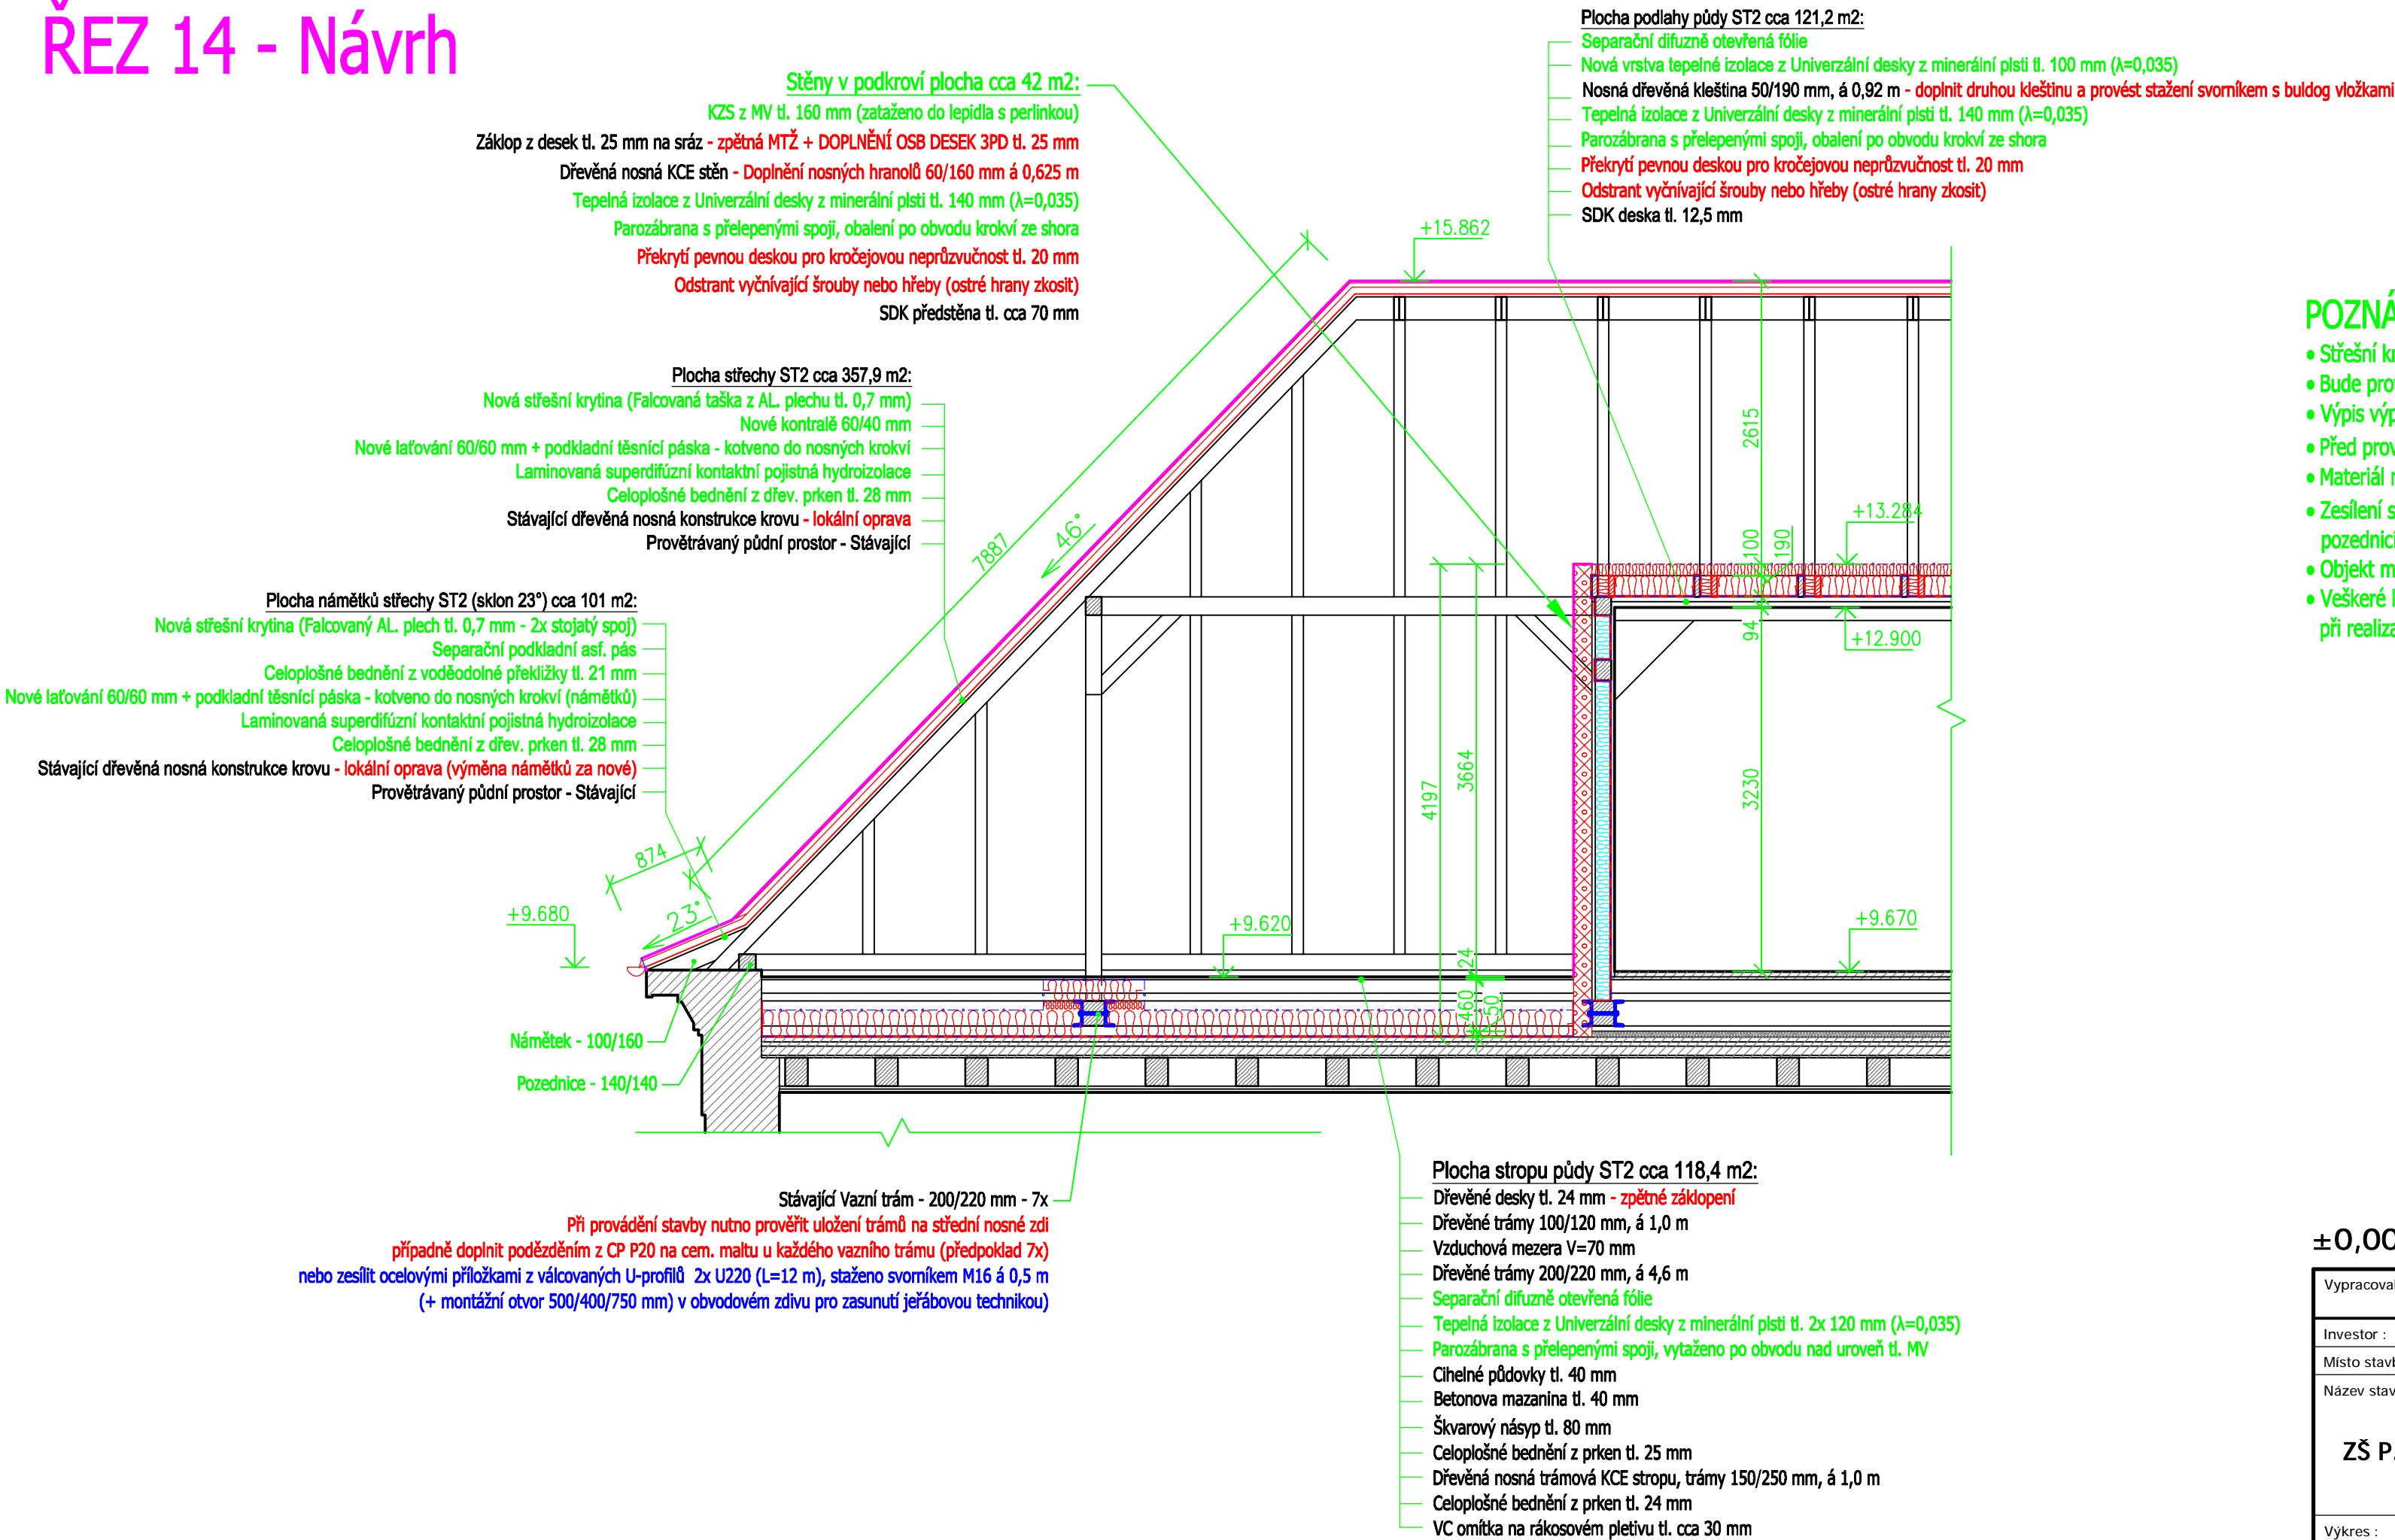 ŘEZ 14 - Návrh
Plocha podlahy půdy ST2 cca 121,2 m2:
Separační difuzně otevřená fólie
Nová vrstva tepelné izolace z Univerzální desky z minerální plsti tl. 100 mm (λ=0,035)
Nosná dřevěná kleština 50/190 mm, á 0,92 m - doplnit druhou kleštinu a provést stažení svorníkem s buldog vložkami
Tepelná izolace z Univerzální desky z minerální plsti tl. 140 mm (λ=0,035)
Parozábrana s přelepenými spoji, obalení po obvodu krokví ze shora
Překrytí pevnou deskou pro kročejovou neprůzvučnost tl. 20 mm
Odstrant vyčnívající šrouby nebo hřeby (ostré hrany zkosit)
SDK deska tl. 12,5 mm
Stěny v podkroví plocha cca 42 m2:
KZS z MV tl. 160 mm (zataženo do lepidla s perlinkou)
Základ z desek tl. 25 mm na sráz - zpětná MTŽ + DOPLNĚNÍ OSB DESEK 3PD tl. 25 mm
Dřevěná nosná KCE stěn - Doplnění nosných hranolů 60/160 mm á 0,625 m
Tepelná izolace z Univerzální desky z minerální plsti tl. 140 mm (λ=0,035)
Parozábrana s přelepenými spoji, obalení po obvodu krokví ze shora
Překrytí pevnou deskou pro kročejovou neprůzvučnost tl. 20 mm
Odstrant vyčnívající šrouby nebo hřeby (ostré hrany zkosit)
SDK předstěna tl. cca 70 mm
Plocha střechy ST2 cca 357,9 m2:
Nová střešní krytina (Falcovaná taška z AL. plechu tl. 0,7 mm)
Nové kontralě 60/40 mm
Nové laťování 60/60 mm + podkladní těsnící páska - kotveno do nosných krokví
Laminovaná superdifúzní kontaktní pojistná hydroizolace
Celoplošné bednění z dřev. prken tl. 28 mm
Stávající dřevěná nosná konstrukce krovu - lokální oprava
Provětrávaný půdní prostor - Stávající
Plocha námětků střechy ST2 (sklon 23°) cca 101 m2:
Nová střešní krytina (Falcovaný AL. plech tl. 0,7 mm - 2x stojatý spoj)
Separační podkladní asf. pás
Celoplošné bednění z voděodolné překližky tl. 21 mm
Nové laťování 60/60 mm + podkladní těsnící páska - kotveno do nosných krokví (námětků)
Laminovaná superdifúzní kontaktní pojistná hydroizolace
Celoplošné bednění z dřev. prken tl. 28 mm
Stávající dřevěná nosná konstrukce krovu - lokální oprava (výměna námětků za nové)
Provětrávaný půdní prostor - Stávající
+15.862
7887
46°
874
23°
+9.680
+9.620
4197
3664
24
460
50
2615
100
190
94
3230
+13.284
+12.900
+9.670
Námětek - 100/160
Pozednice - 140/140
Stávající Vazní trám - 200/220 mm - 7x
Při provádění stavby nutno prověřit uložení trámů na střední nosné zdi
případně doplnit podězděním z CP P20 na cem. maltu u každého vazního trámu (předpoklad 7x)
nebo zesílit ocelovými příložkami z válcovaných U-profilů 2x U220 (L=12 m), staženo svorníkem M16 á 0,5 m
(+ montážní otvor 500/400/750 mm) v obvodovém zdivu pro zasunutí jeřábovou technikou)
Plocha stropu půdy ST2 cca 118,4 m2:
Dřevěné desky tl. 24 mm - zpětné záklopení
Dřevěné trámy 100/120 mm, á 1,0 m
Vzduchová mezera V=70 mm
Dřevěné trámy 200/220 mm, á 4,6 m
Separační difuzně otevřená fólie
Tepelná izolace z Univerzální desky z minerální plsti tl. 2x 120 mm (λ=0,035)
Parozábrana s přelepenými spoji, vytaženo po obvodu nad uroveň tl. MV
Cihelné půdovky tl. 40 mm
Betonova mazanina tl. 40 mm
Škvarový násyp tl. 80 mm
Celoplošné bednění z prken tl. 25 mm
Dřevěná nosná trámová KCE stropu, trámy 150/250 mm, á 1,0 m
Celoplošné bednění z prken tl. 24 mm
VC omítka na rákosovém pletivu tl. cca 30 mm
POZNÁ
• Střešní
• Bude
• Výpis
• Před
• Materiál
• Zesílení
pozednici
• Objekt
• Veškeré
při
±0,00
Investor :
Místo
Název
ZŠ P.
Výkres :